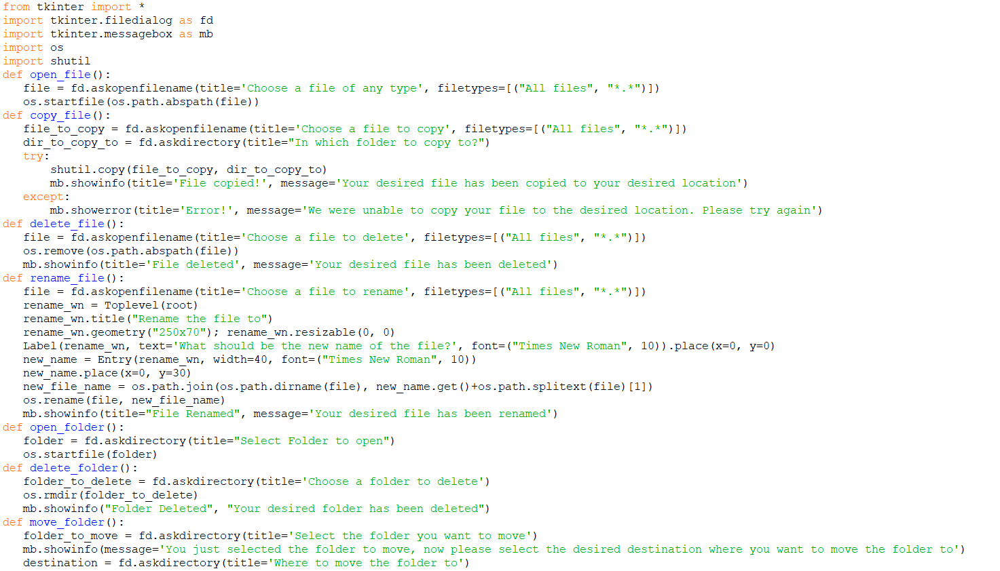 from tkinter import *
import tkinter.filedialog as fd
import tkinter.messagebox as mb
import os
import shutil
def open_file():
   file = fd.askopenfilename(title='Choose a file of any type', filetypes=[("All files", "*.*")])
   os.startfile(os.path.abspath(file))
def copy_file():
   file_to_copy = fd.askopenfilename(title='Choose a file to copy', filetypes=[("All files", "*.*")])
   dir_to_copy_to = fd.askdirectory(title="In which folder to copy to?")
   try:
       shutil.copy(file_to_copy, dir_to_copy_to)
       mb.showinfo(title='File copied!', message='Your desired file has been copied to your desired location')
   except:
       mb.showerror(title='Error!', message='We were unable to copy your file to the desired location. Please try again')
def delete_file():
   file = fd.askopenfilename(title='Choose a file to delete', filetypes=[("All files", "*.*")])
   os.remove(os.path.abspath(file))
   mb.showinfo(title='File deleted', message='Your desired file has been deleted')
def rename_file():
   file = fd.askopenfilename(title='Choose a file to rename', filetypes=[("All files", "*.*")])
   rename_wn = Toplevel(root)
   rename_wn.title("Rename the file to")
   rename_wn.geometry("250x70"); rename_wn.resizable(0, 0)
   Label(rename_wn, text='What should be the new name of the file?', font=("Times New Roman", 10)).place(x=0, y=0)
   new_name = Entry(rename_wn, width=40, font=("Times New Roman", 10))
   new_name.place(x=0, y=30)
   new_file_name = os.path.join(os.path.dirname(file), new_name.get()+os.path.splitext(file)[1])
   os.rename(file, new_file_name)
   mb.showinfo(title="File Renamed", message='Your desired file has been renamed')
def open_folder():
   folder = fd.askdirectory(title="Select Folder to open")
   os.startfile(folder)
def delete_folder():
   folder_to_delete = fd.askdirectory(title='Choose a folder to delete')
   os.rmdir(folder_to_delete)
   mb.showinfo("Folder Deleted", "Your desired folder has been deleted")
def move_folder():
   folder_to_move = fd.askdirectory(title='Select the folder you want to move')
   mb.showinfo(message='You just selected the folder to move, now please select the desired destination where you want to move the folder to')
   destination = fd.askdirectory(title='Where to move the folder to')